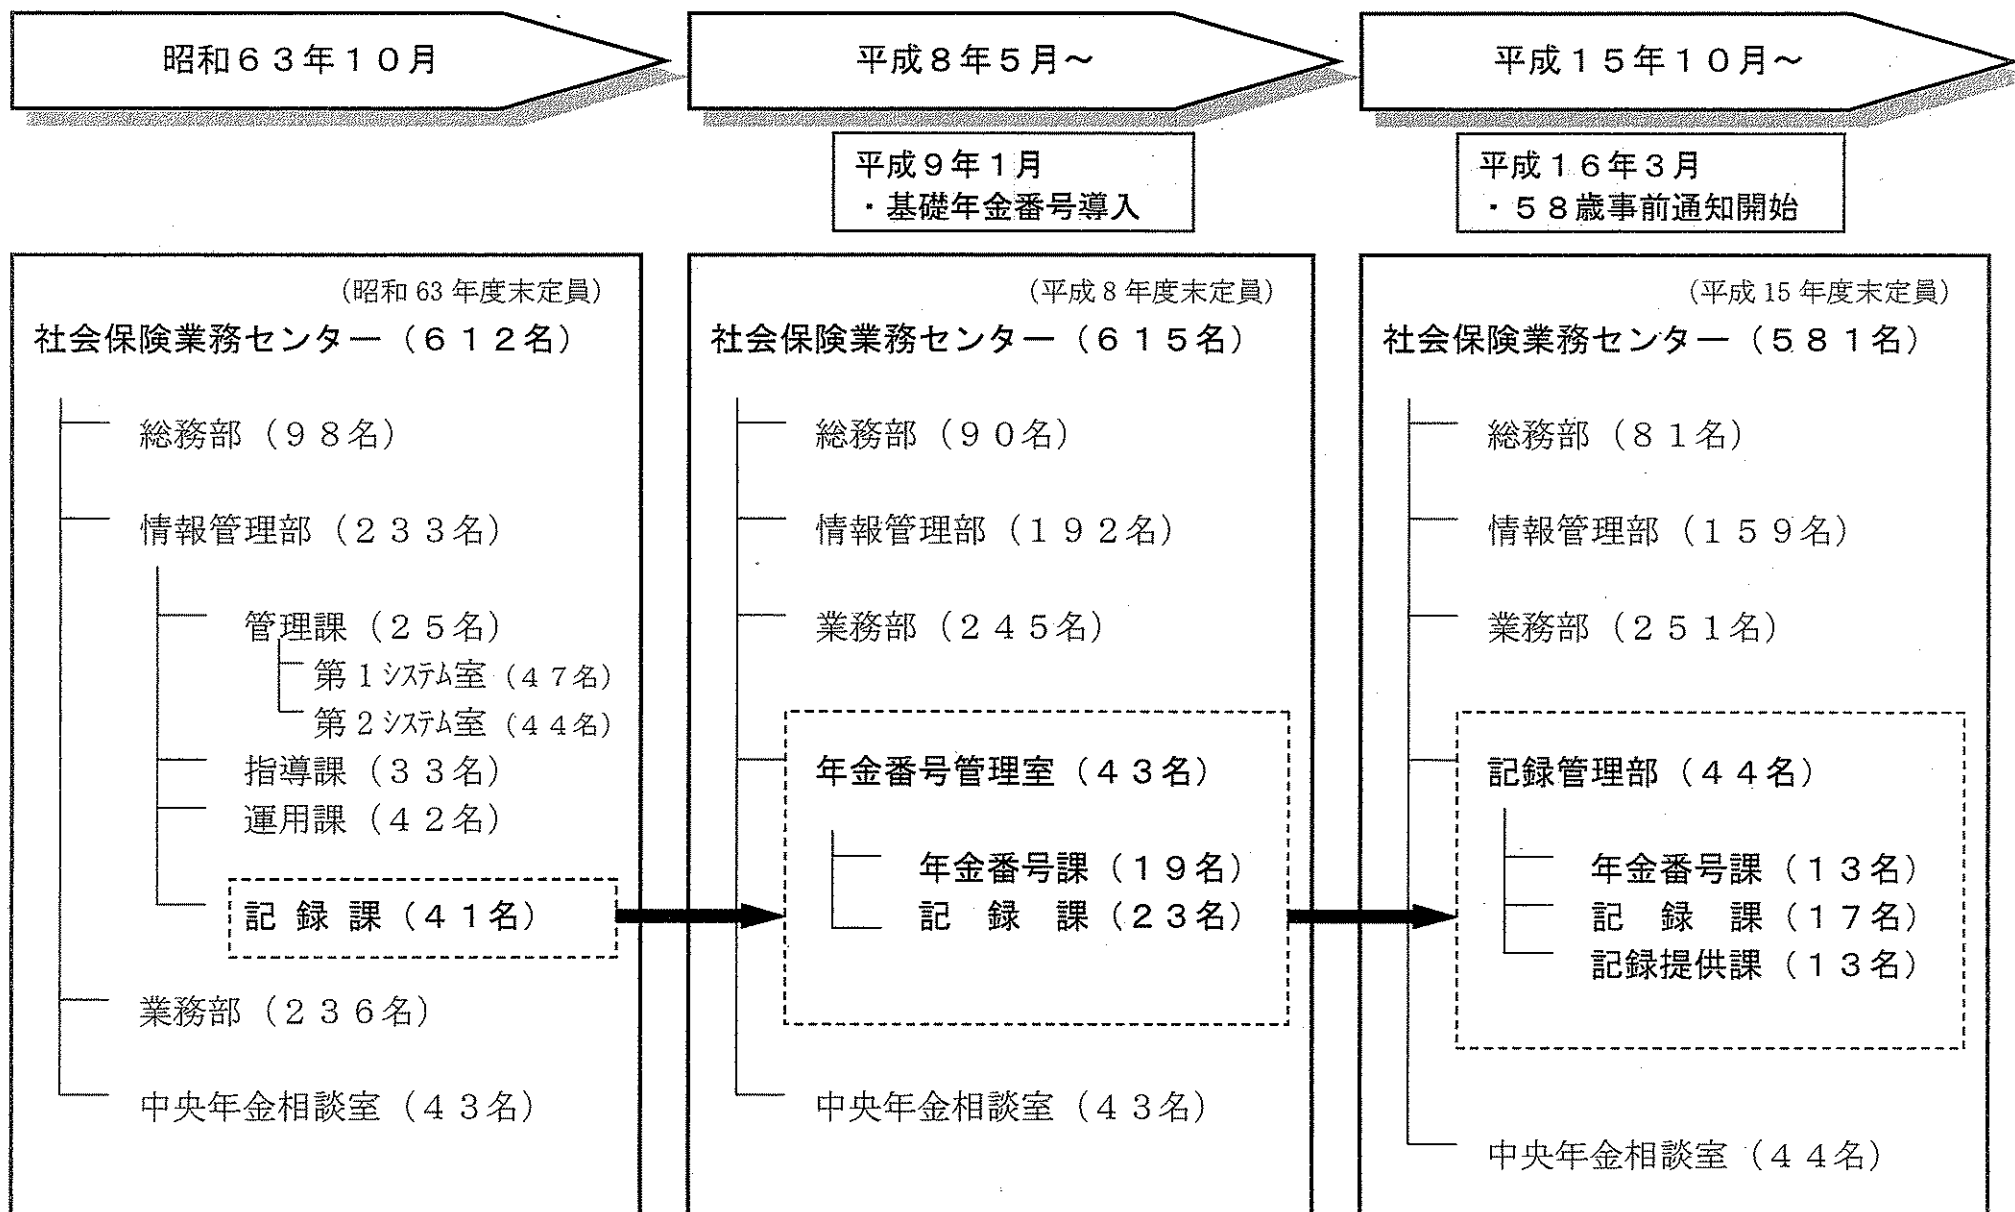 昭和６３年１０月
平成８年５月～
平成１５年１０月～
平成９年１月
・基礎年金番号導入
平成１６年３月
・５８歳事前通知開始
（昭和 63 年度末定員）
社会保険業務センター（６１２名）
総務部（９８名）
情報管理部（２３３名）
管理課（２５名）
第１ｼｽﾃﾑ室（４７名）
第２ｼｽﾃﾑ室（４４名）
指導課（３３名）
運用課（４２名）
記 録 課（４１名）
業務部（２３６名）
中央年金相談室（４３名）
（平成 8 年度末定員）
社会保険業務センター（６１５名）
総務部（９０名）
情報管理部（１９２名）
業務部（２４５名）
年金番号管理室（４３名）
年金番号課（１９名）
記　録　課（２３名）
中央年金相談室（４３名）
（平成 15 年度末定員）
社会保険業務センター（５８１名）
総務部（８１名）
情報管理部（１５９名）
業務部（２５１名）
記録管理部（４４名）
年金番号課（１３名）
記　録　課（１７名）
記録提供課（１３名）
中央年金相談室（４４名）